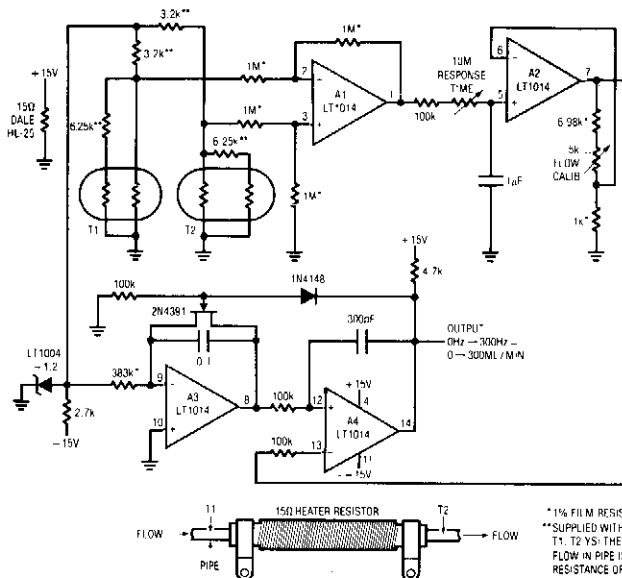 3.2k**
3.2k**
+15V
15Ω
DALE
HL-25
6.25k**
T1
6.25k**
T2
1M*
1M*
1M*
1M*
2
3
A1
LT1014
1
100k
10M
RESPONSE
TIME
1µF
6
5
A2
LT1014
7
6.98k*
5k
FLOW
CALIB
1k*
+15V
4.7k
100k
1N4148
2N4391
300pF
OUTPUT*
0Hz → 300Hz =
0 → 300ML/MIN
LT1004
-1.2
383k*
0.1
9
10
A3
LT1014
8
2.7k
-15V
100k
100k
12
13
+15V
4
A4
LT1014
14
11
-15V
T1
15Ω HEATER RESISTOR
T2
FLOW
FLOW
PIPE
*1% FILM RESIS
**SUPPLIED WITH
T1, T2 YSI THE
FLOW IN PIPE I
RESISTANCE OF